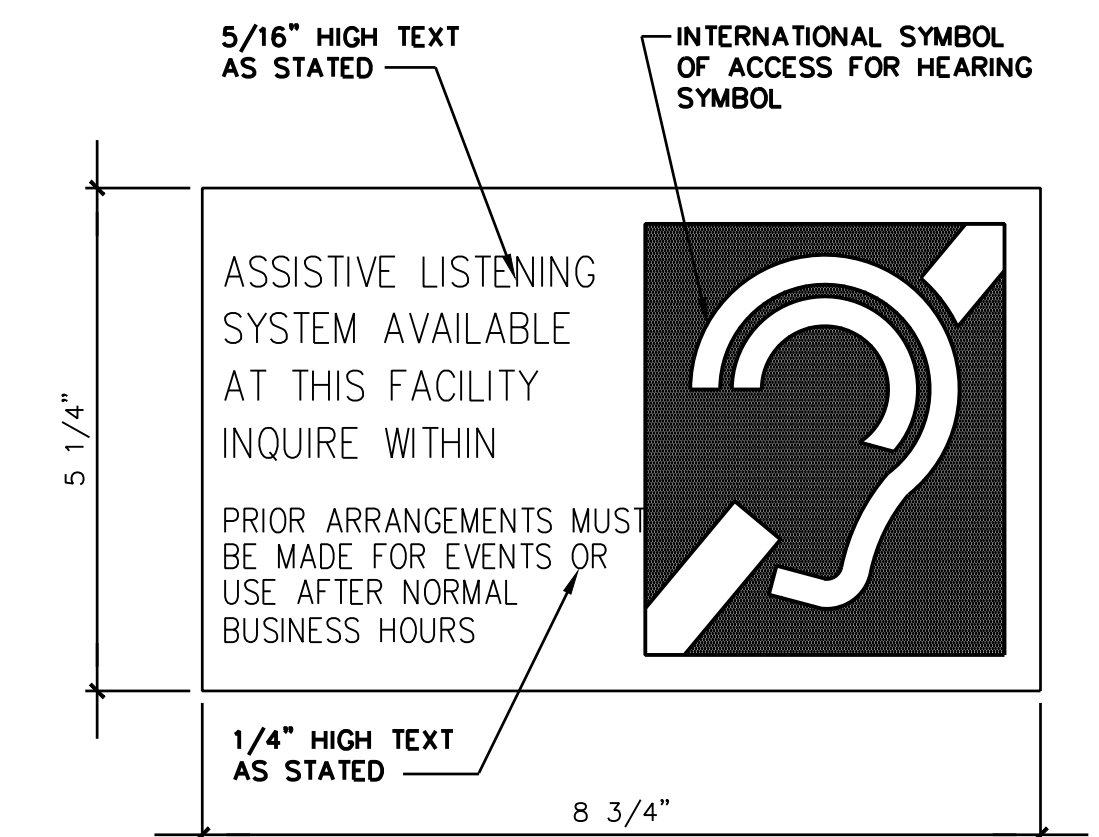 5/16" HIGH TEXT
AS STATED
INTERNATIONAL SYMBOL
OF ACCESS FOR HEARING
SYMBOL
ASSISTIVE LISTENING
SYSTEM AVAILABLE
AT THIS FACILITY
INQUIRE WITHIN
PRIOR ARRANGEMENTS MUST
BE MADE FOR EVENTS OR
USE AFTER NORMAL
BUSINESS HOURS
5 1/4"
1/4" HIGH TEXT
AS STATED
8 3/4"